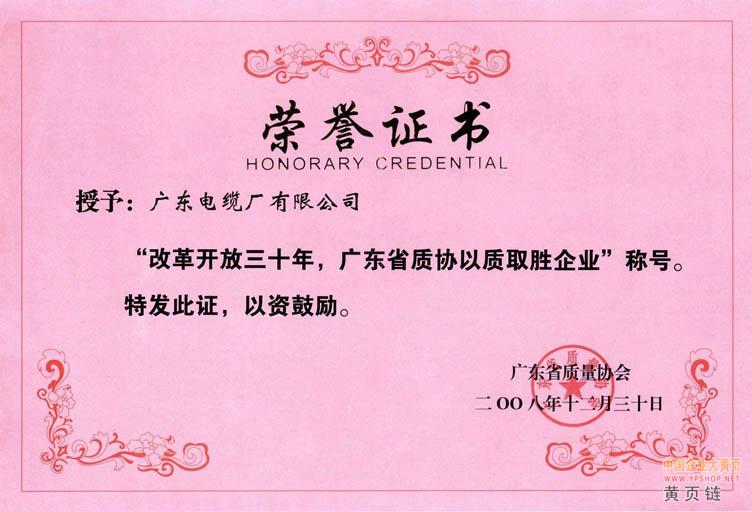 荣誉证书
HONORARY CREDENTIAL
授予：广东电缆厂有限公司
“改革开放三十年，广东省质协以质取胜企业”称号。
特发此证，以资鼓励。
广东省质量协会
二OO八年十二月三十日
中国企业大黄页
WWW.YPSHOP.NET
黄页链